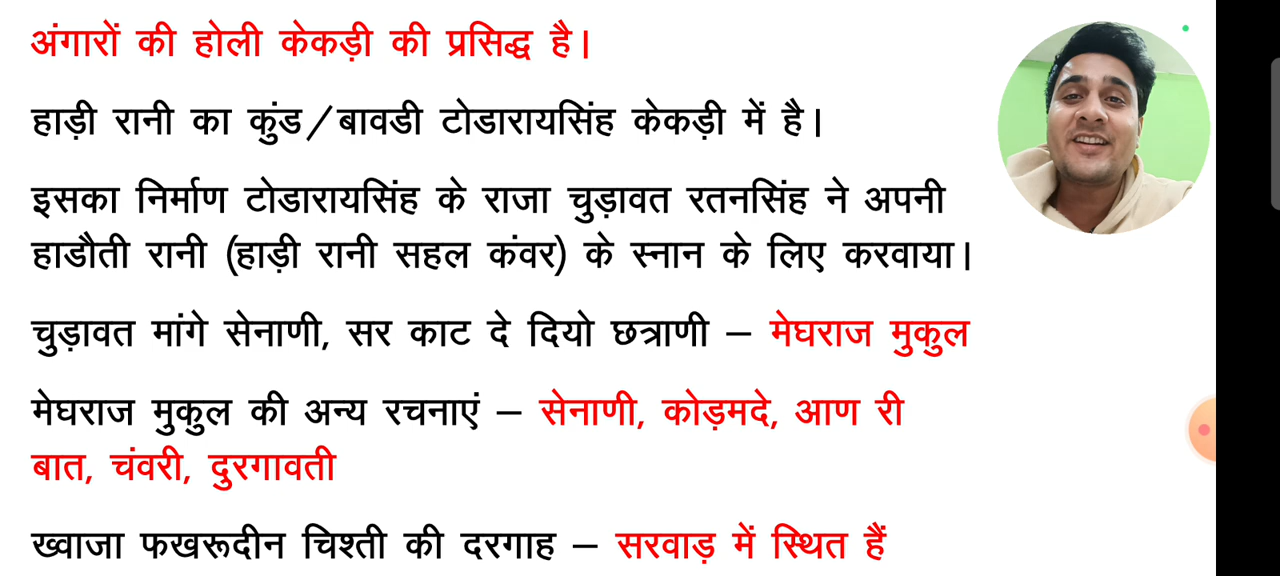 अंगारों की होली केकड़ी की प्रसिद्ध है।
हाड़ी रानी का कुंड/बावडी टोडारायसिंह केकड़ी में है।
इसका निर्माण टोडारायसिंह के राजा चुड़ावत रतनसिंह ने अपनी
हाडौती रानी (हाड़ी रानी सहल कंवर) के स्नान के लिए करवाया।
चुड़ावत मांगे सेनाणी, सर काट दे दियो छत्राणी – मेघराज मुकुल
मेघराज मुकुल की अन्य रचनाएं – सेनाणी, कोड़मदे, आण री
बात, चंवरी, दुरगावती
ख्वाजा फखरूदीन चिश्ती की दरगाह – सरवाड़ में स्थित हैं